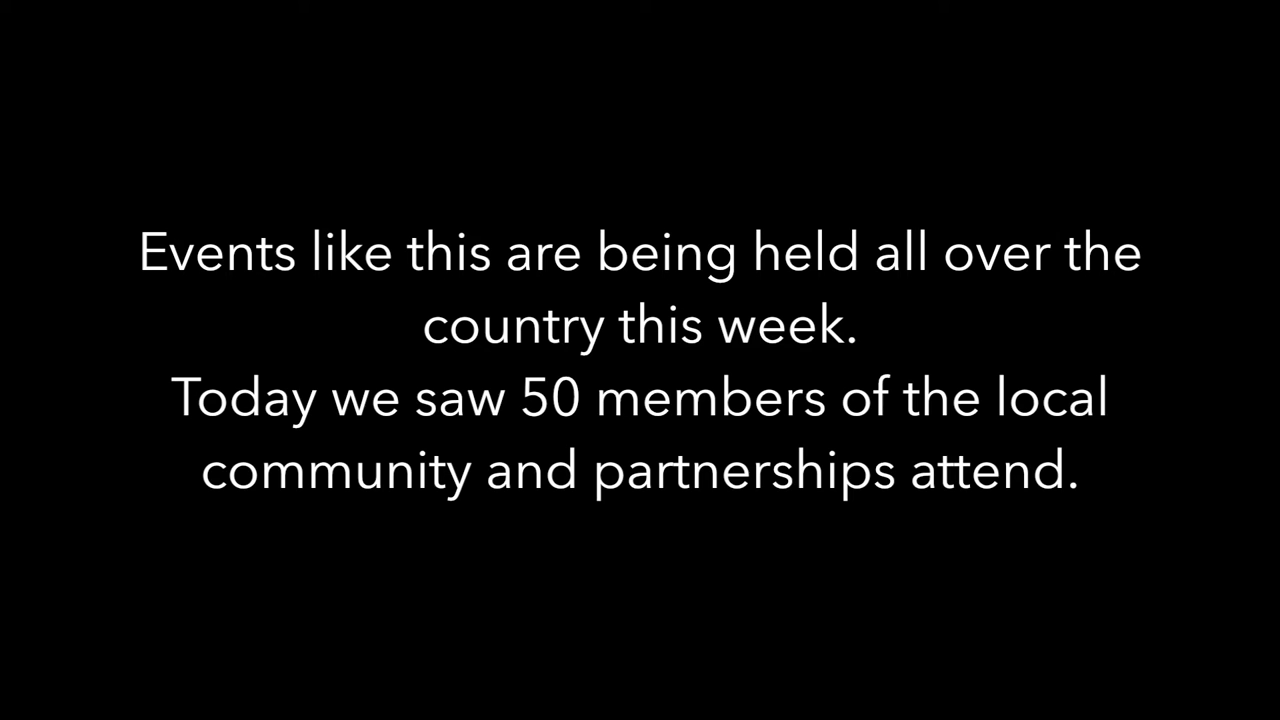 Events like this are being held all over the
country this week.
Today we saw 50 members of the local
community and partnerships attend.